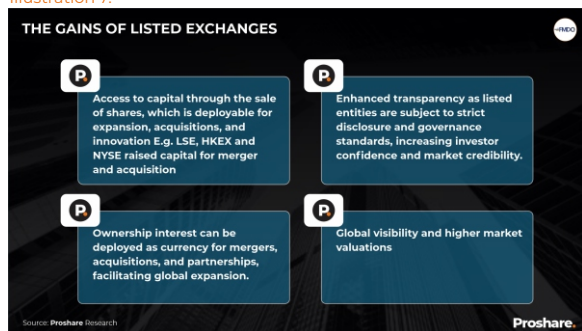 Illustration 7:
THE GAINS OF LISTED EXCHANGES
FMDQ
P.
Access to capital through the sale
of shares, which is deployable for
expansion, acquisitions, and
innovation E.g. LSE, HKEX and
NYSE raised capital for merger
and acquisition
P.
Enhanced transparency as listed
entities are subject to strict
disclosure and governance
standards, increasing investor
confidence and market credibility.
P.
Ownership interest can be
deployed as currency for mergers,
acquisitions, and partnerships,
facilitating global expansion.
P.
Global visibility and higher market
valuations
Source: Proshare Research
Proshare.